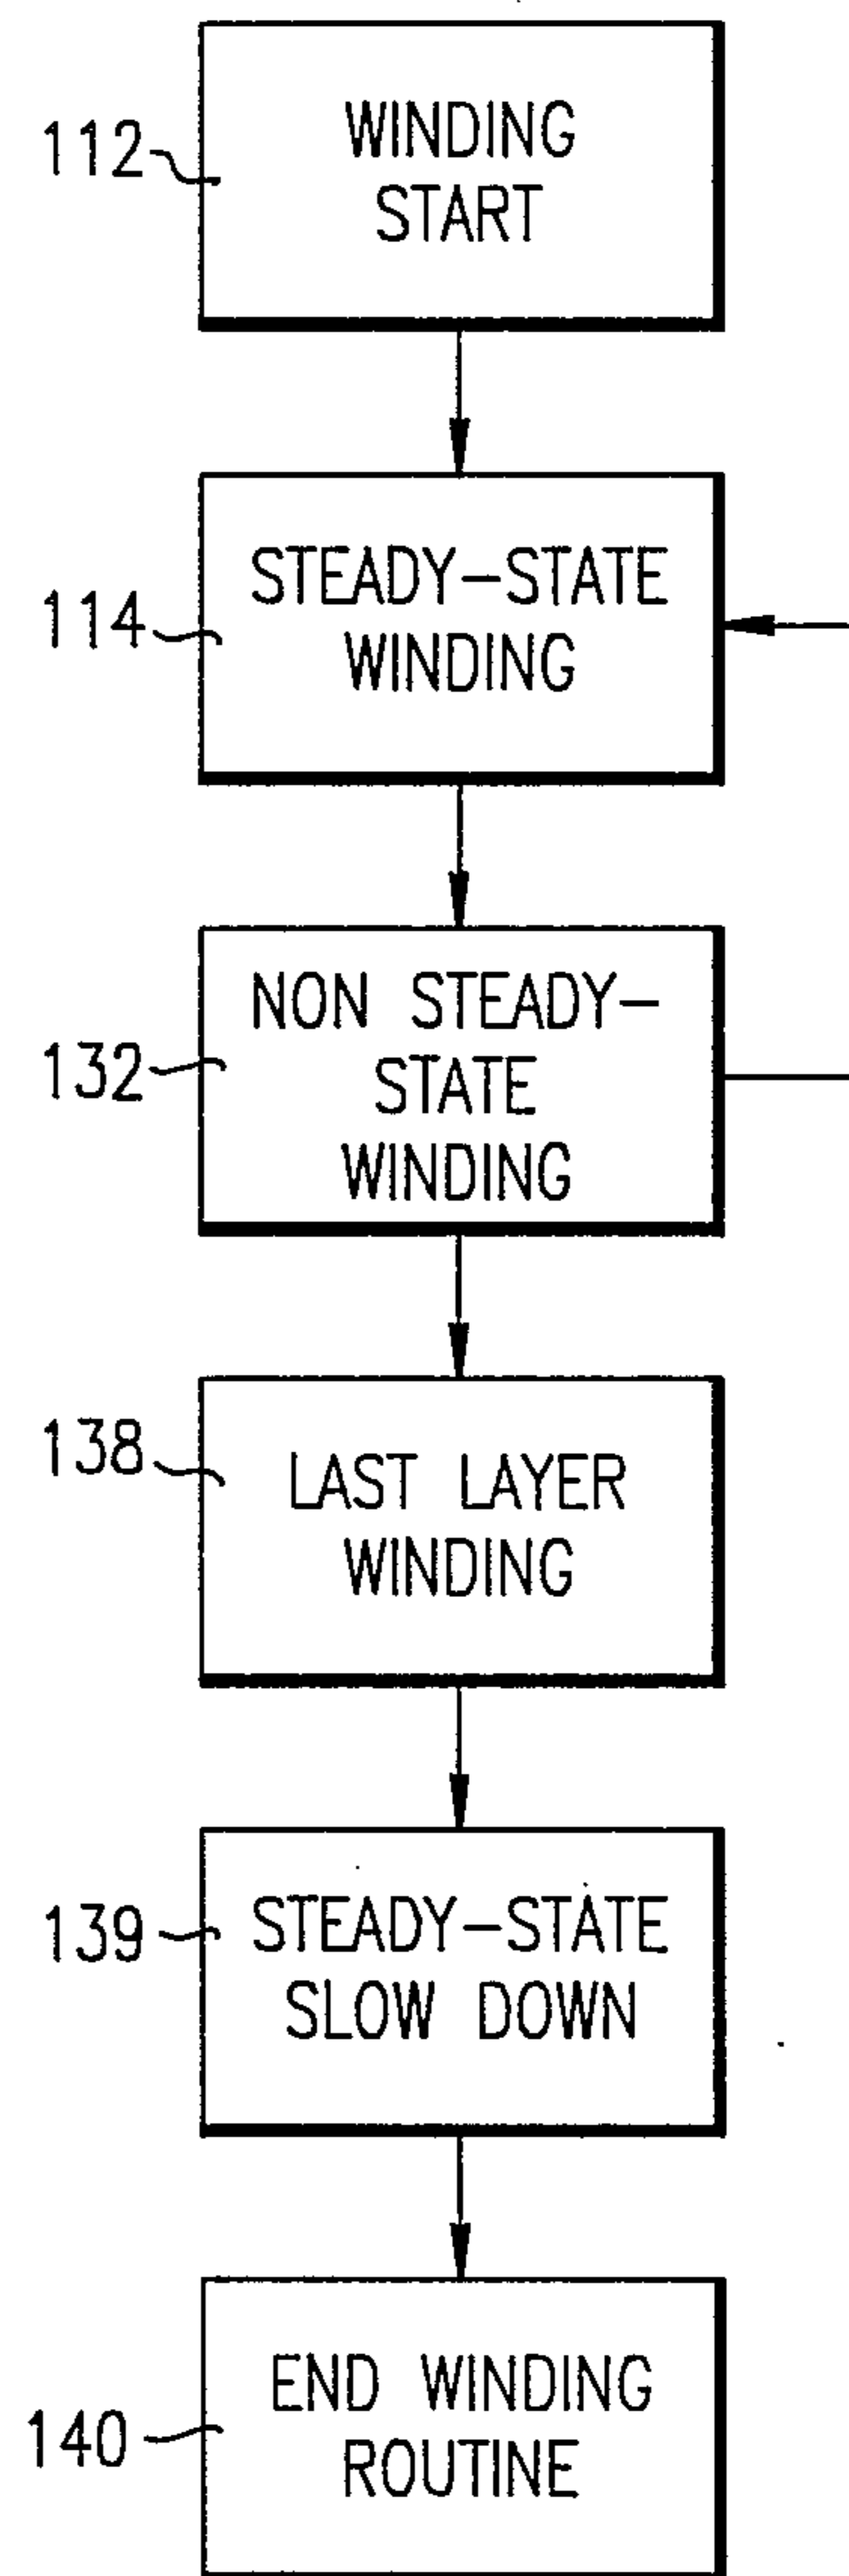 112
WINDING
START
114
STEADY-STATE
WINDING
132
NON STEADY-
STATE
WINDING
138
LAST LAYER
WINDING
139
STEADY-STATE
SLOW DOWN
140
END WINDING
ROUTINE